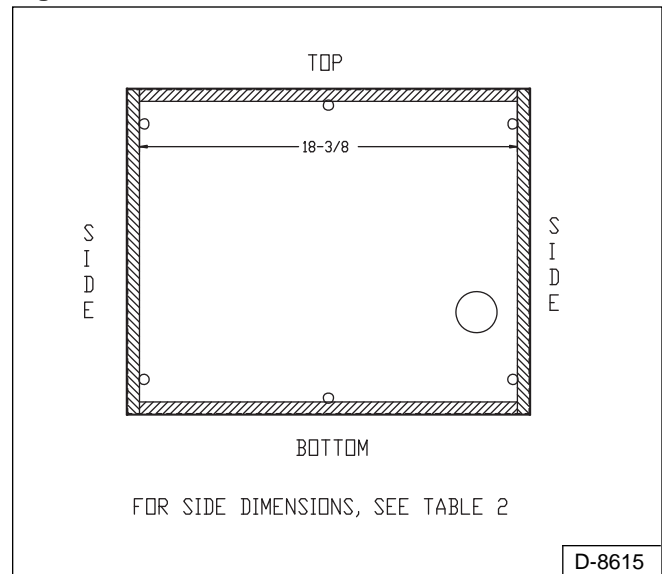 TOP
18-3/8
SIDE
SIDE
BOTTOM
FOR SIDE DIMENSIONS, SEE TABLE 2
D-8615